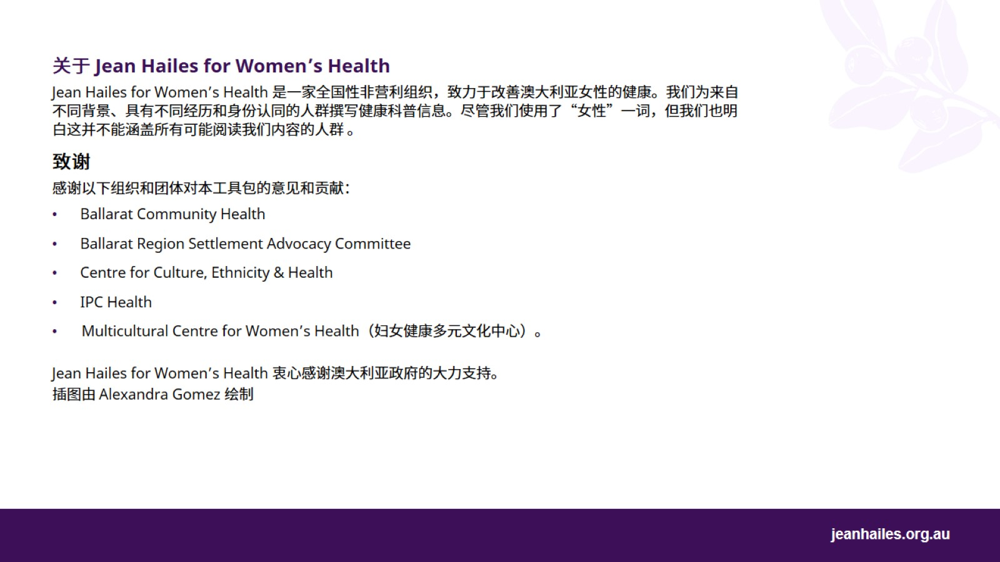 关于 Jean Hailes for Women’s Health
Jean Hailes for Women’s Health 是一家全国性非营利组织，致力于改善澳大利亚女性的健康。我们为来自
不同背景、具有不同经历和身份认同的人群撰写健康科普信息。尽管我们使用了“女性”一词，但我们也明
白这并不能涵盖所有可能阅读我们内容的人群 。
致谢
感谢以下组织和团体对本工具包的意见和贡献：
• Ballarat Community Health
• Ballarat Region Settlement Advocacy Committee
• Centre for Culture, Ethnicity & Health
• IPC Health
• Multicultural Centre for Women’s Health（妇女健康多元文化中心）。
Jean Hailes for Women’s Health 衷心感谢澳大利亚政府的大力支持。
插图由 Alexandra Gomez 绘制
jeanhailes.org.au